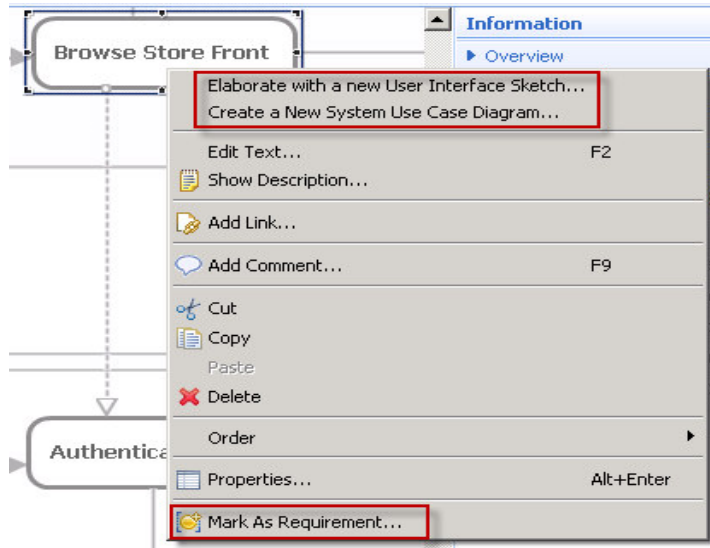 Information
Browse Store Front
Overview
Elaborate with a new User Interface Sketch...
Create a New System Use Case Diagram...
Edit Text... F2
Show Description...
Add Link...
Add Comment... F9
Cut
Copy
Paste
Delete
Order
Authentica
Properties... Alt+Enter
Mark As Requirement...